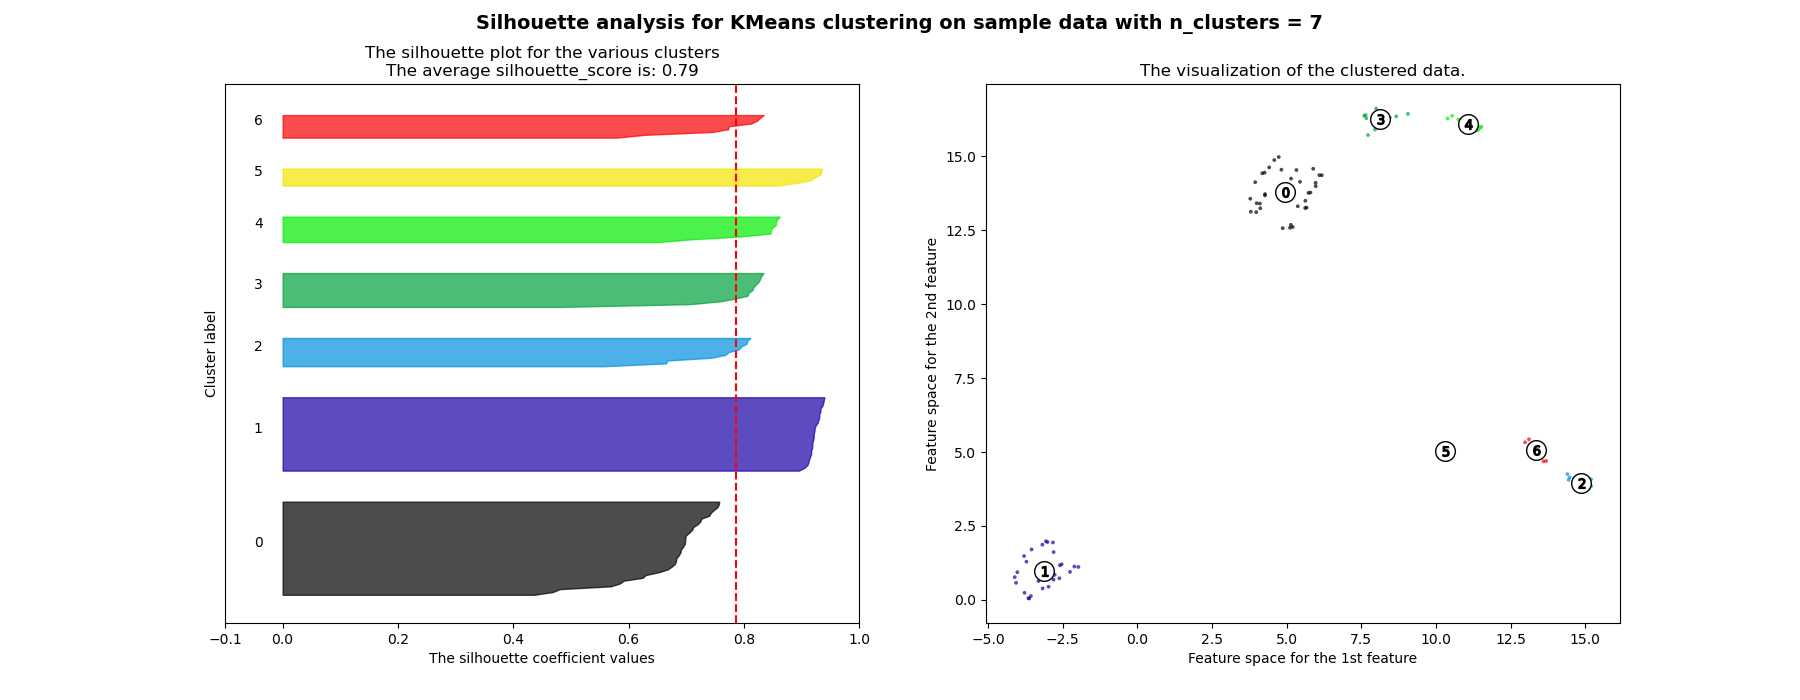 Silhouette analysis for KMeans clustering on sample data with n_clusters = 7
The silhouette plot for the various clusters
The average silhouette_score is: 0.79
Cluster label
6
5
4
3
2
1
0
−0.1 0.0 0.2 0.4 0.6 0.8 1.0
The silhouette coefficient values
The visualization of the clustered data.
Feature space for the 2nd feature
15.0
12.5
10.0
7.5
5.0
2.5
0.0
3 4
0
5 6
2
1
−5.0 −2.5 0.0 2.5 5.0 7.5 10.0 12.5 15.0
Feature space for the 1st feature